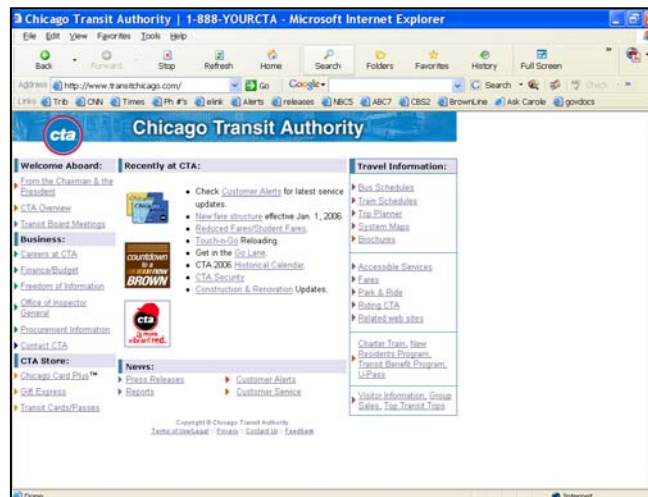 Chicago Transit Authority | 1-888-YOURCTA - Microsoft Internet Explorer
File Edit View Favorites Tools Help
Back Forward Stop Refresh Home Search Folders Favorites History Full Screen
Address http://www.transitchicago.com/ Go Google Search Check
Links Trib CNN Times Ph #'s elink Alerts releases NBC5 ABC7 CBS2 BrownLine Ask Carole govdocs
cta
Chicago Transit Authority
Welcome Aboard:
From the Chairman & the
President
CTA Overview
Transit Board Meetings
Business:
Careers at CTA
Finance/Budget
Freedom of Information
Office of Inspector
General
Procurement Information
Contact CTA
CTA Store:
Chicago Card Plus™
Gift Express
Transit Cards/Passes
Recently at CTA:
Check Customer Alerts for latest service
updates.
New fare structure effective Jan. 1, 2006.
Reduced Fares/Student Fares.
Touch-n-Go Reloading.
Get in the Go Lane.
CTA 2006 Historical Calendar.
CTA Security
Construction & Renovation Updates.
countdown
to a
new
BROWN
cta
a more
vibrant red.
News:
Press Releases
Customer Alerts
Reports
Customer Service
Travel Information:
Bus Schedules
Train Schedules
Trip Planner
System Maps
Brochures
Accessible Services
Fares
Park & Ride
Riding CTA
Related web sites
Charter Train, New
Residents Program,
Transit Benefit Program,
U-Pass
Visitor Information, Group
Sales, Top Transit Trips
Copyright © Chicago Transit Authority
Terms of Use/Legal | Privacy | Contact Us | Feedback
Done
Internet